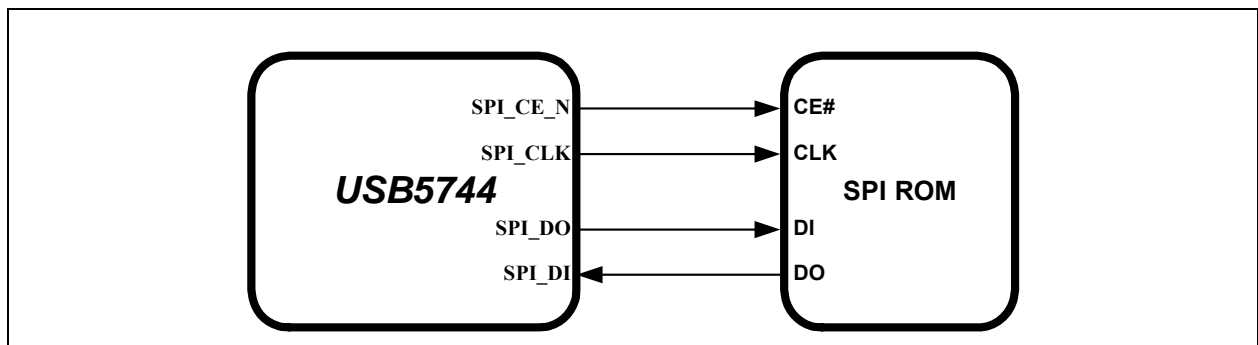 SPI_CE_N CE#
SPI_CLK CLK
USB5744 SPI ROM
SPI_DO DI
SPI_DI DO